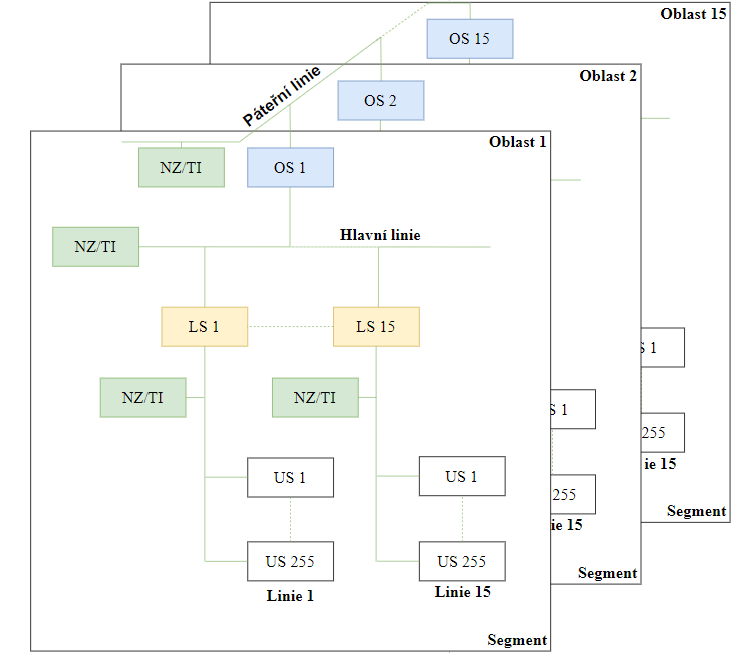 Oblast 15
OS 15
Oblast 2
Páteřní linie
OS 2
Oblast 1
NZ/TI
OS 1
NZ/TI
Hlavní linie
LS 1
LS 15
NZ/TI
NZ/TI
US 1
US 1
US 255
US 255
Linie 1
Linie 15
Segment
S 1
255
ie 15
Segment
S 1
255
ie 15
Segment